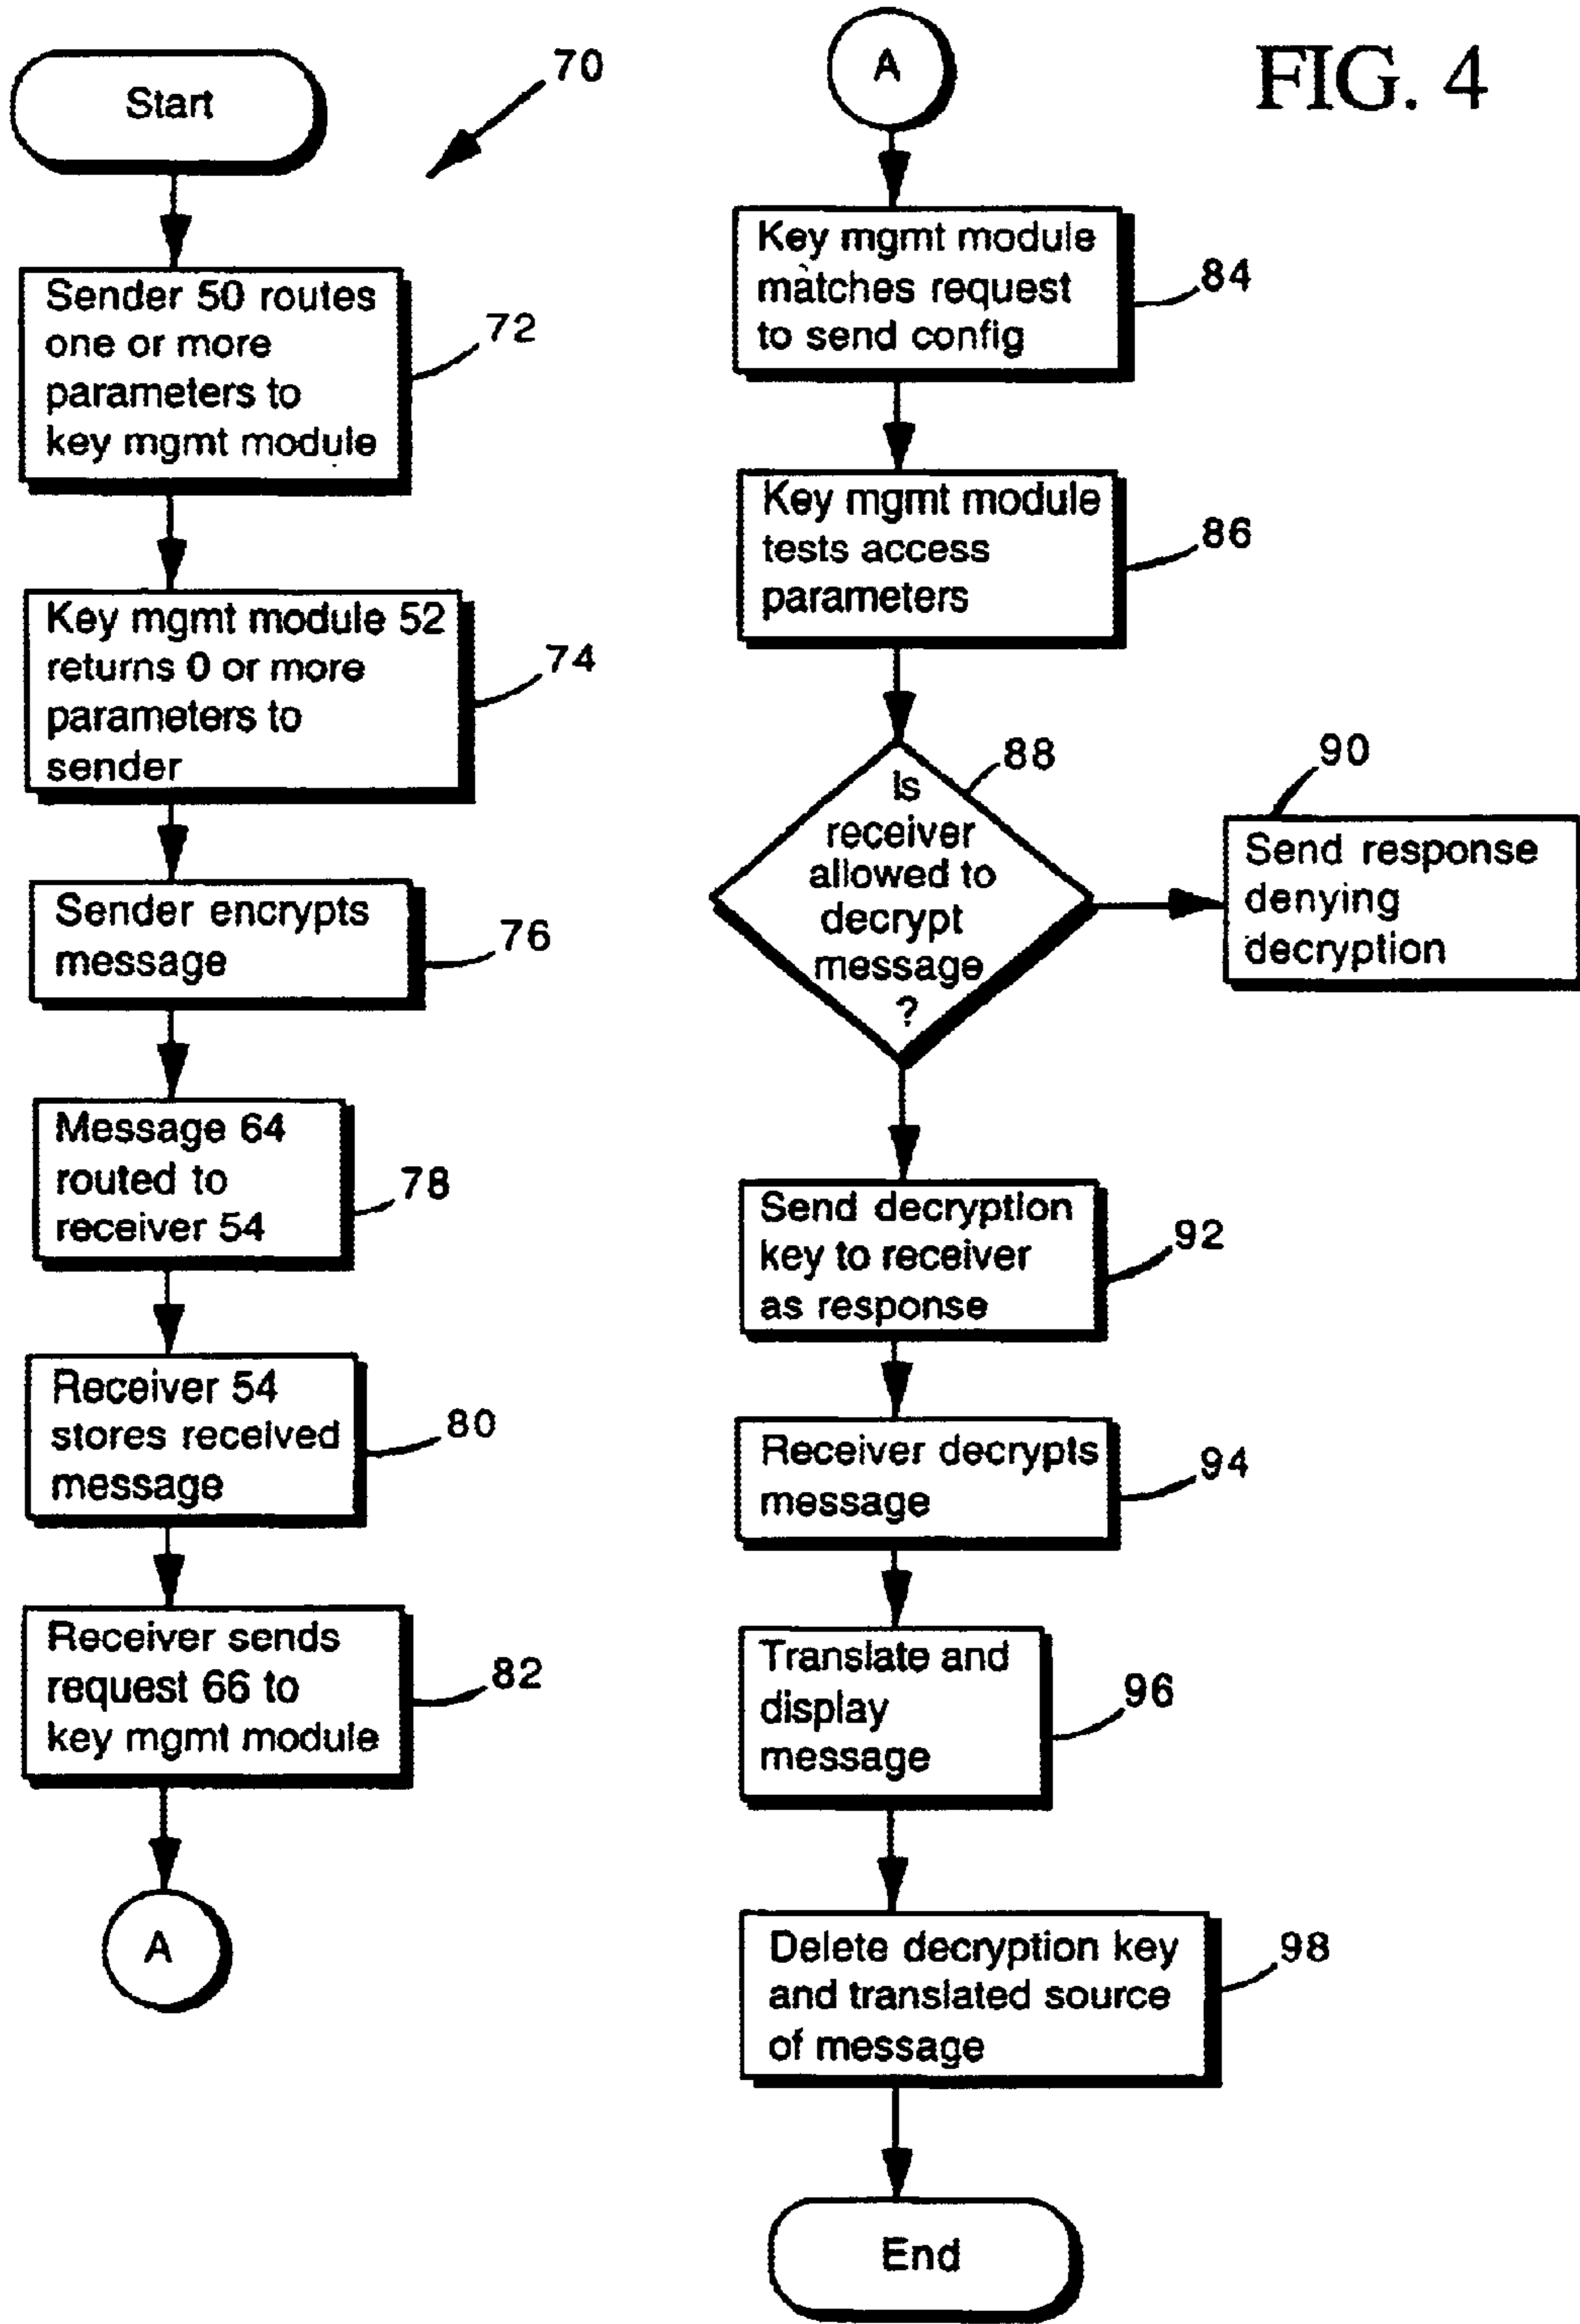 FIG. 4
70
Start
Sender 50 routes
one or more
parameters to
key mgmt module
72
Key mgmt module 52
returns 0 or more
parameters to
sender
74
Sender encrypts
message
76
Message 64
routed to
receiver 54
78
Receiver 54
stores received
message
80
Receiver sends
request 66 to
key mgmt module
82
A
A
Key mgmt module
matches request
to send config
84
Key mgmt module
tests access
parameters
86
Is
receiver
allowed to
decrypt
message
?
88
90
Send response
denying
decryption
Send decryption
key to receiver
as response
92
Receiver decrypts
message
94
Translate and
display
message
96
Delete decryption key
and translated source
of message
98
End